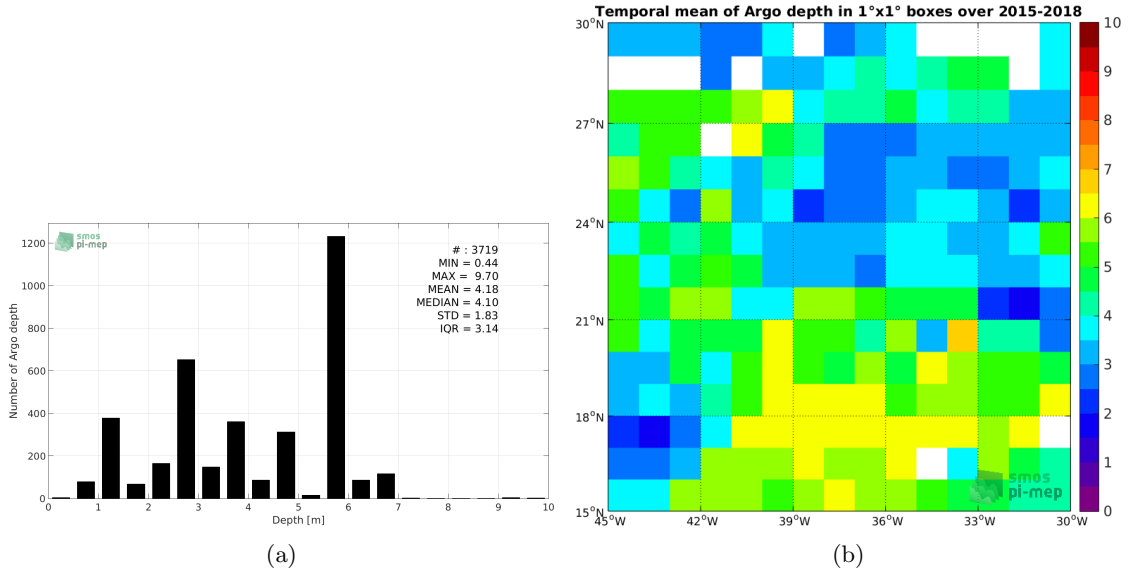 Temporal mean of Argo depth in 1°x1° boxes over 2015-2018
smos
pi-mep
# : 3719
MIN = 0.44
MAX = 9.70
MEAN = 4.18
MEDIAN = 4.10
STD = 1.83
IQR = 3.14
Number of Argo depth
1200
1000
800
600
400
200
0
0 1 2 3 4 5 6 7 8 9 10
Depth [m]
(a)
30°N
27°N
24°N
21°N
18°N
15°N
45°W 42°W 39°W 36°W 33°W 30°W
smos
pi-mep
10
9
8
7
6
5
4
3
2
1
0
(b)